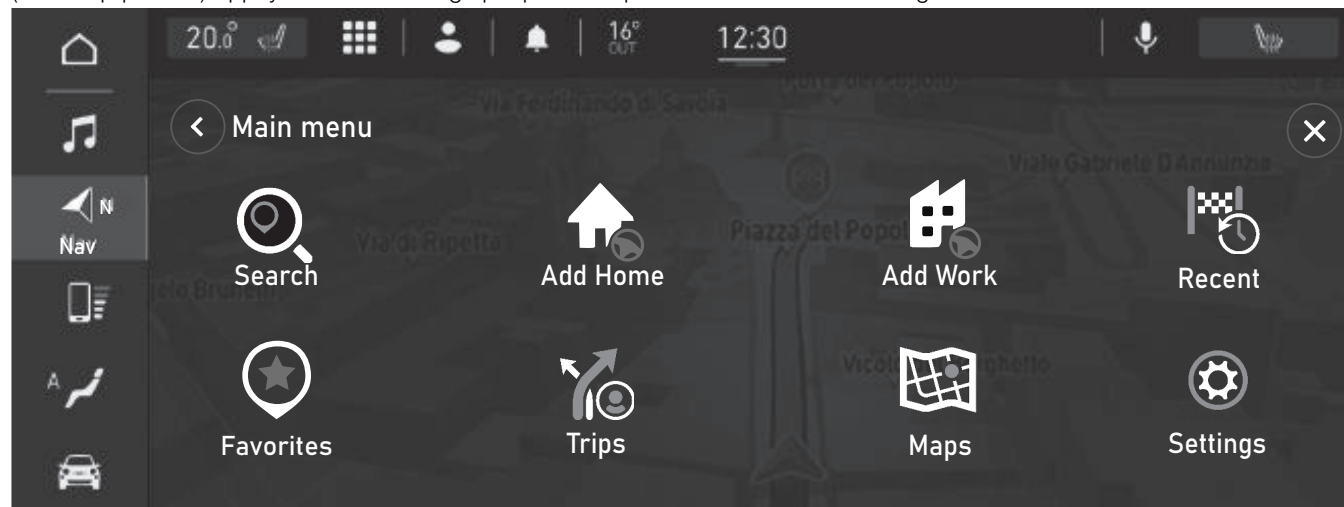 20.0°
16°
OUT
12:30
Via Ferdinando di Savoia
Main menu
Viale Gabriele D'Annunzio
N
Nav
Via di Ripetta
Piazza del Popol
Search
Add Home
Add Work
Recent
A
Favorites
Trips
Maps
Settings